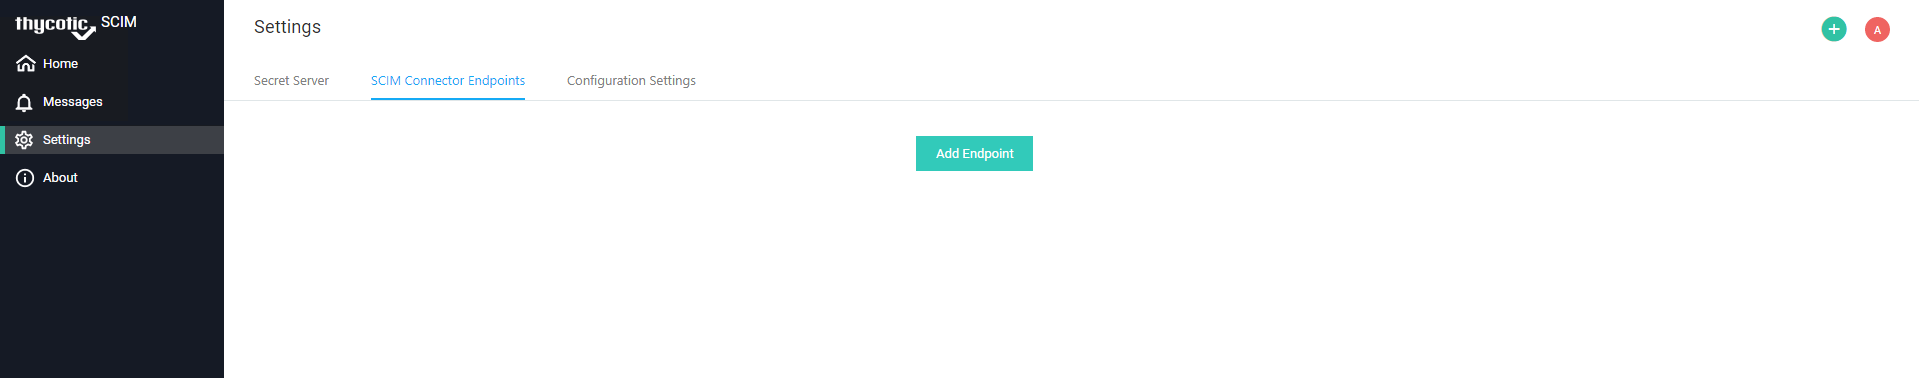 thycotic SCIM
Home
Messages
Settings
About
Settings
A
Secret Server SCIM Connector Endpoints Configuration Settings
Add Endpoint